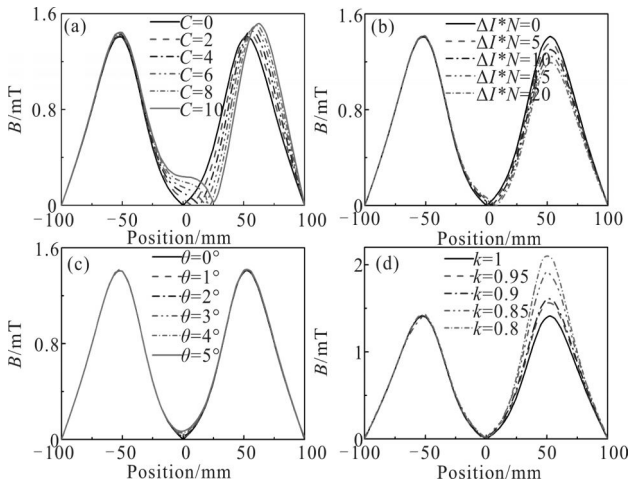 (a)
C=0
C=2
C=4
C=6
C=8
C=10
B/mT
1.6
0.8
0
−100 −50 0 50 100
Position/mm
(b)
ΔI*N=0
ΔI*N=5
ΔI*N=10
ΔI*N=15
ΔI*N=20
B/mT
1.6
0.8
0
−100 −50 0 50 100
Position/mm
(c)
θ=0°
θ=1°
θ=2°
θ=3°
θ=4°
θ=5°
B/mT
1.6
0.8
0
−100 −50 0 50 100
Position/mm
(d)
k=1
k=0.95
k=0.9
k=0.85
k=0.8
B/mT
2
1
0
−100 −50 0 50 100
Position/mm